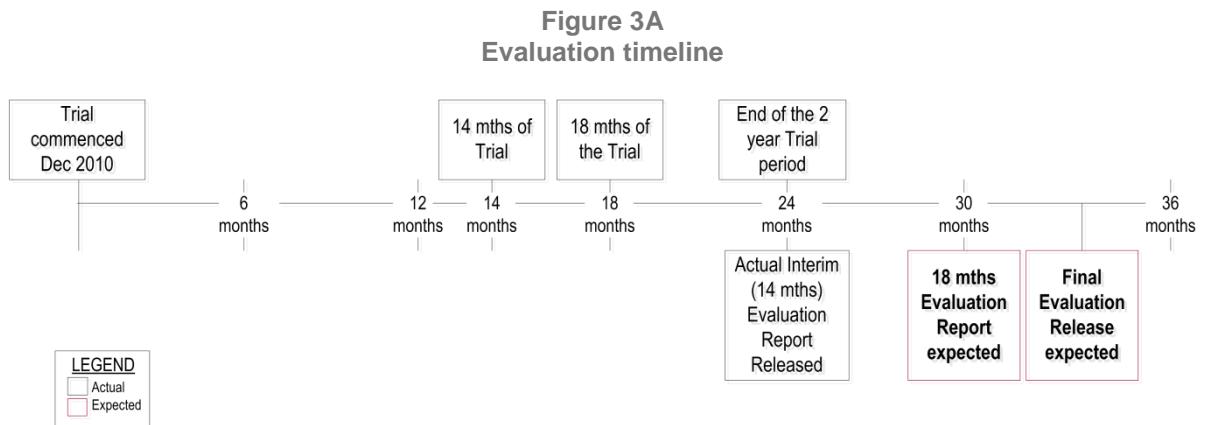 Figure 3A
Evaluation timeline
Trial
commenced
Dec 2010
14 mths of
Trial
18 mths of
the Trial
End of the 2
year Trial
period
6
months
12
months
14
months
18
months
24
months
30
months
36
months
Actual Interim
(14 mths)
Evaluation
Report
Released
18 mths
Evaluation
Report
expected
Final
Evaluation
Release
expected
LEGEND
Actual
Expected